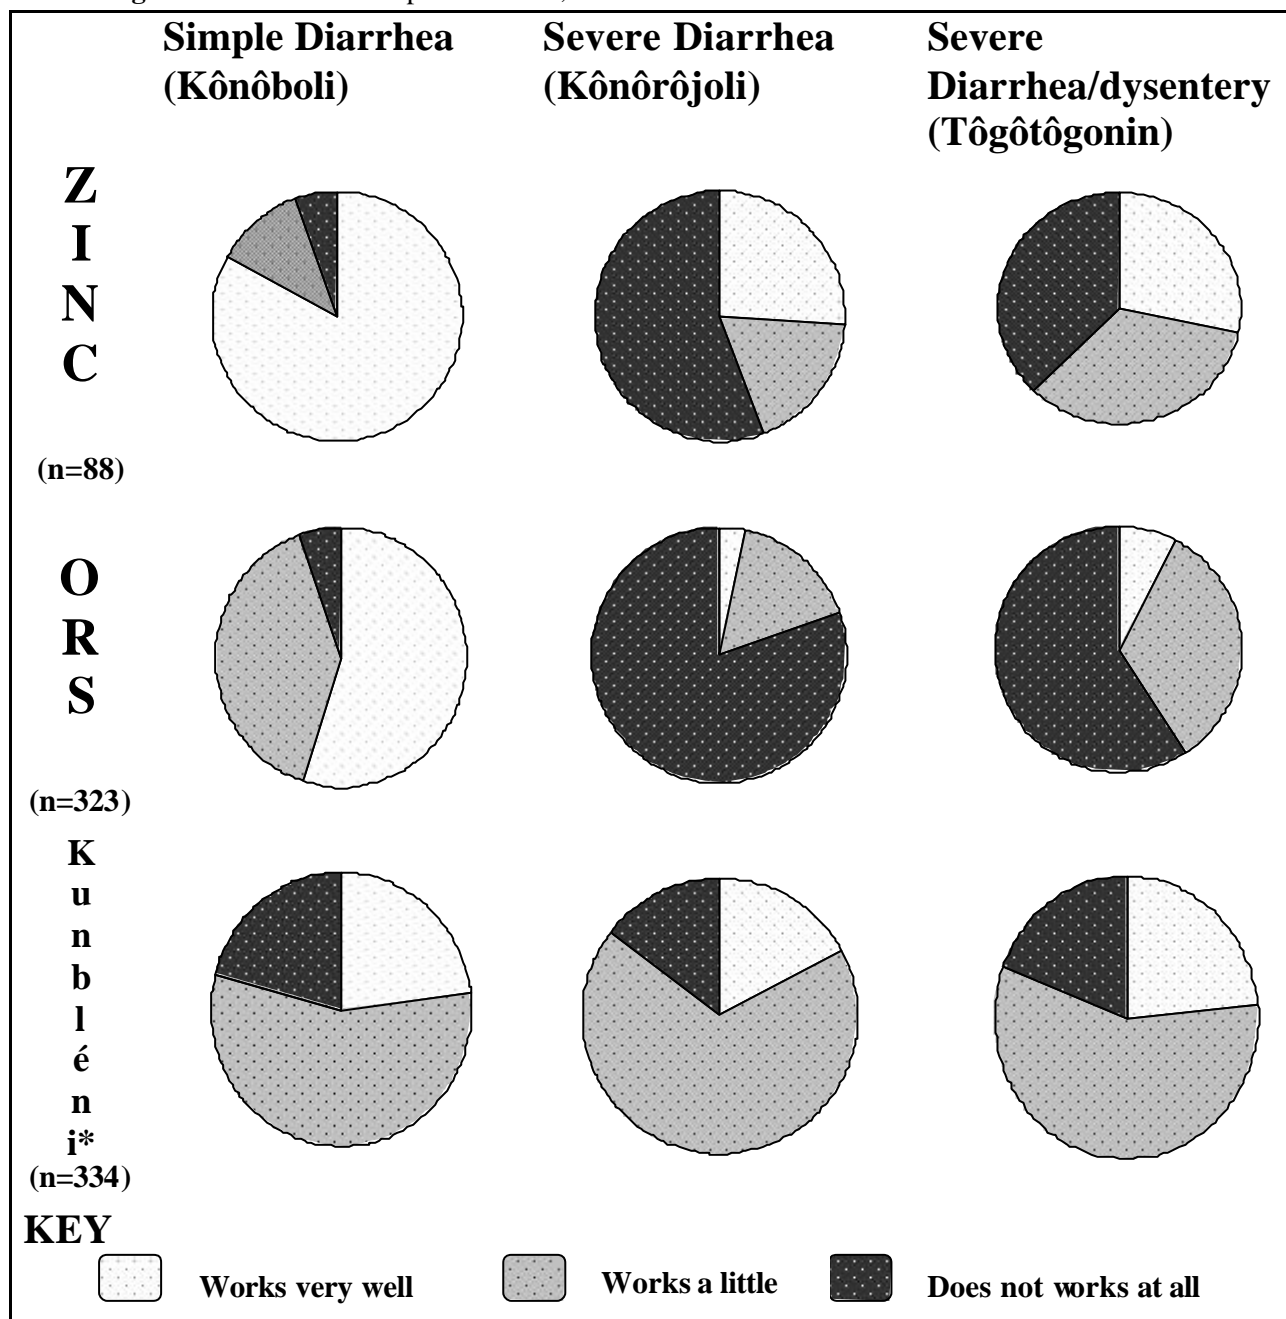 Simple Diarrhea
(Kônôboli)
Severe Diarrhea
(Kônôrôjoli)
Severe
Diarrhea/dysentery
(Tôgôtôgonin)
Z
I
N
C
(n=88)
O
R
S
(n=323)
K
u
n
b
l
é
n
i*
(n=334)
KEY
Works very well
Works a little
Does not works at all